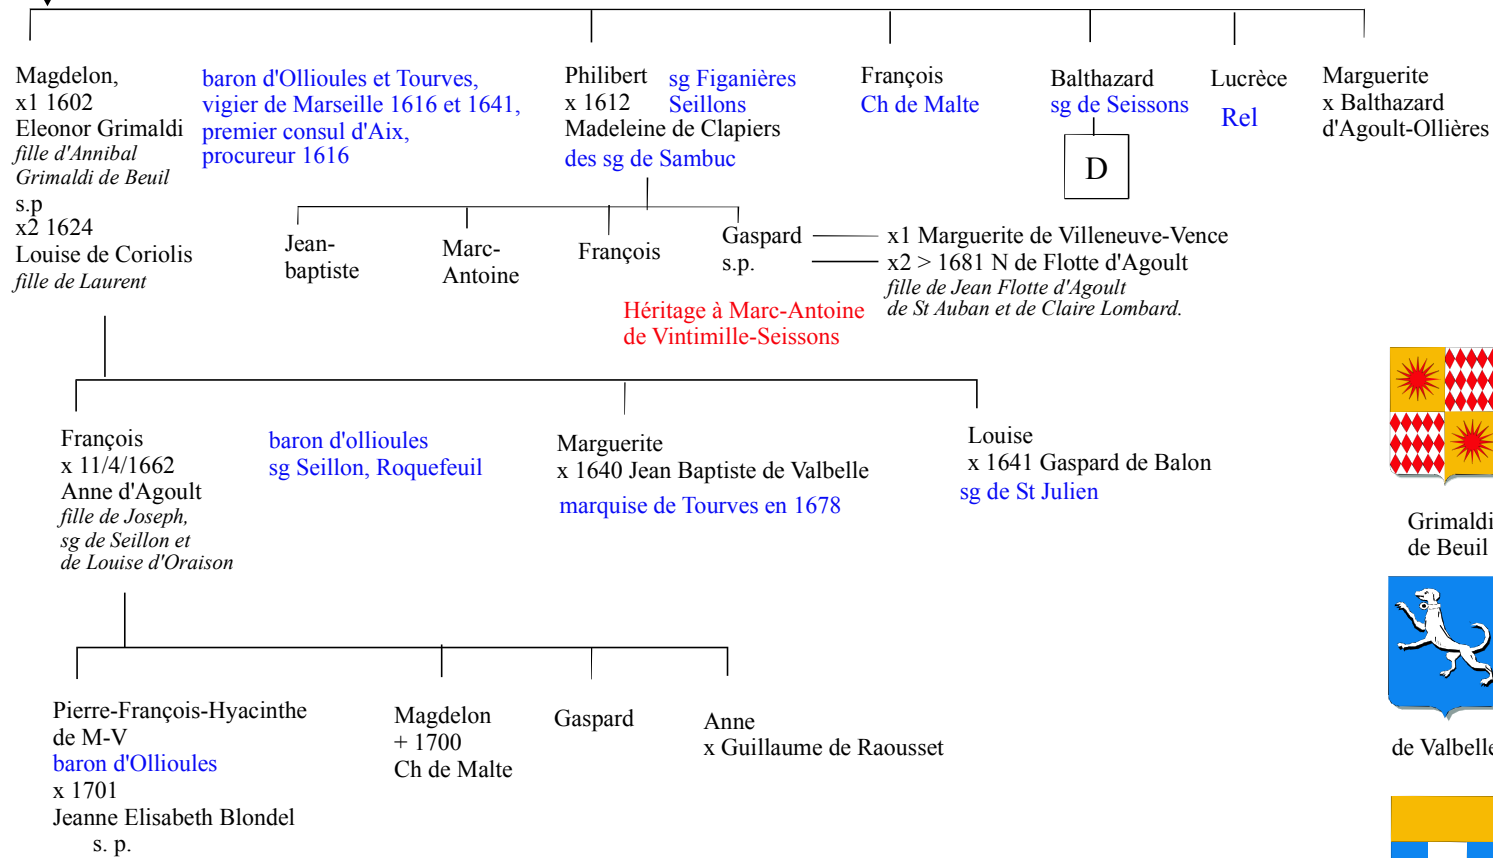 Magdelon,
x1 1602
Eleonor Grimaldi
fille d'Annibal
Grimaldi de Beuil
s.p
x2 1624
Louise de Coriolis
fille de Laurent
baron d'Ollioules et Tourves,
vigier de Marseille 1616 et 1641,
premier consul d'Aix,
procureur 1616
Philibert
x 1612
Madeleine de Clapiers
des sg de Sambuc
sg Figanières
Seillons
François
Ch de Malte
Balthazard
sg de Seissons
D
Lucrèce
Rel
Marguerite
x Balthazard
d'Agoult-Ollières
Jean-
baptiste
Marc-
Antoine
François
Gaspard
s.p.
x1 Marguerite de Villeneuve-Vence
x2 > 1681 N de Flotte d'Agoult
fille de Jean Flotte d'Agoult
de St Auban et de Claire Lombard.
Héritage à Marc-Antoine
de Vintimille-Seissons
François
x 11/4/1662
Anne d'Agoult
fille de Joseph,
sg de Seillon et
de Louise d'Oraison
baron d'ollioules
sg Seillon, Roquefeuil
Marguerite
x 1640 Jean Baptiste de Valbelle
marquise de Tourves en 1678
Louise
x 1641 Gaspard de Balon
sg de St Julien
Grimaldi
de Beuil
de Valbelle
Pierre-François-Hyacinthe
de M-V
baron d'Ollioules
x 1701
Jeanne Elisabeth Blondel
s. p.
Magdelon
+ 1700
Ch de Malte
Gaspard
Anne
x Guillaume de Raousset